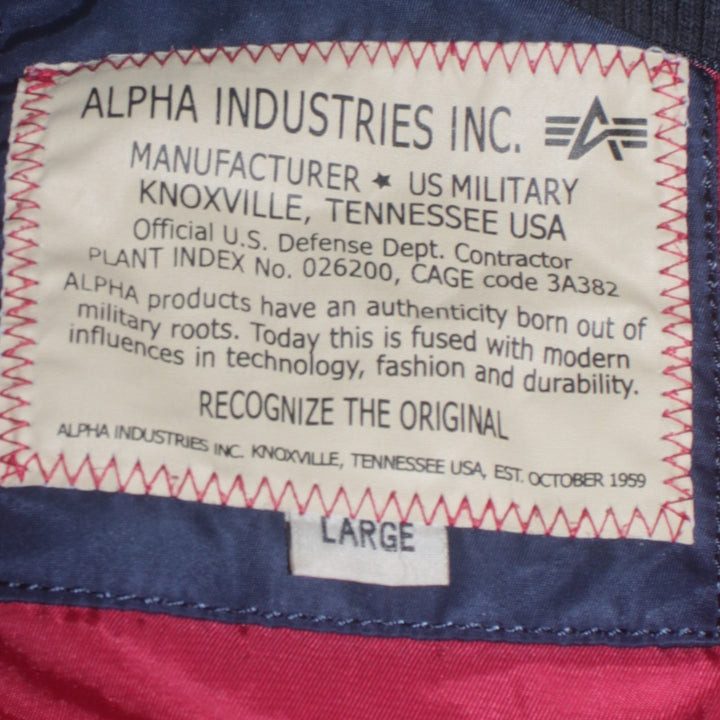 ALPHA INDUSTRIES INC.
MANUFACTURER ★ US MILITARY
KNOXVILLE, TENNESSEE USA
Official U.S. Defense Dept. Contractor
PLANT INDEX No. 026200, CAGE code 3A382
ALPHA products have an authenticity born out of
military roots. Today this is fused with modern
influences in technology, fashion and durability.
RECOGNIZE THE ORIGINAL
ALPHA INDUSTRIES INC. KNOXVILLE, TENNESSEE USA, EST. OCTOBER 1959
LARGE